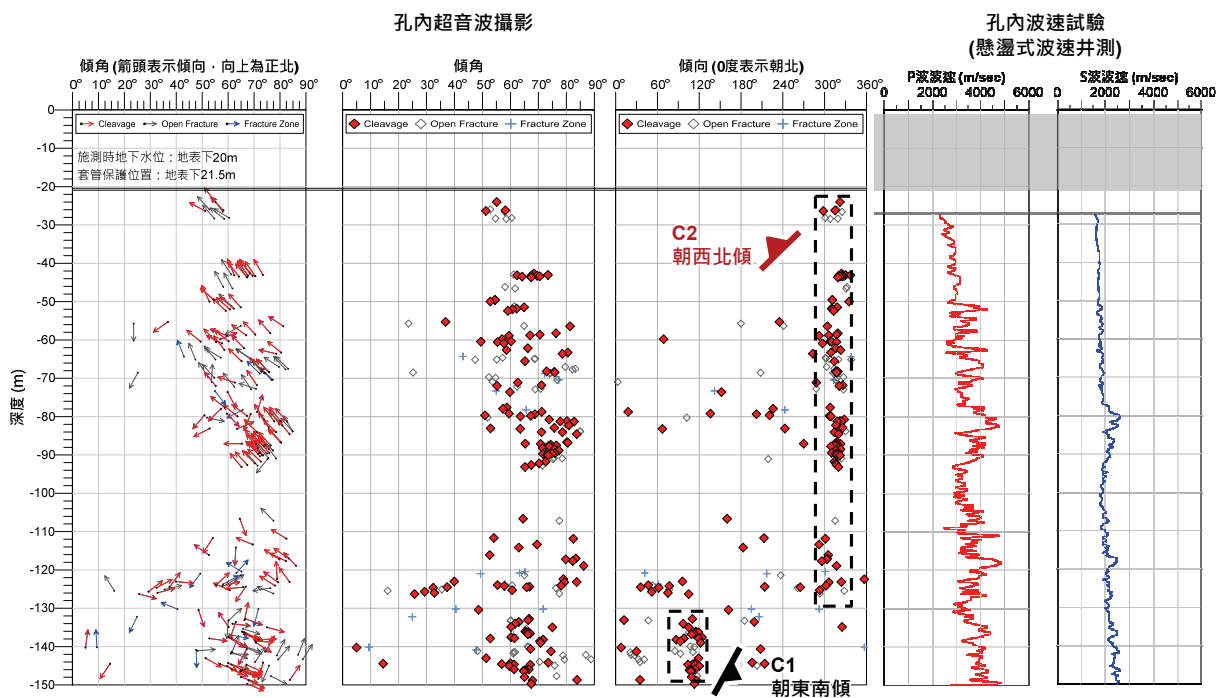 孔內超音波攝影
孔內波速試驗
(懸盪式波速井測)
傾角 (箭頭表示傾向，向上為正北)
傾角
傾向 (0度表示朝北)
P波波速 (m/sec)
S波波速 (m/sec)
0° 10° 20° 30° 40° 50° 60° 70° 80° 90°
0° 10° 20° 30° 40° 50° 60° 70° 80° 90°
0° 60° 120° 180° 240° 300° 360°
0 2000 4000 6000
0 2000 4000 6000
Cleavage Open Fracture Fracture Zone
Cleavage Open Fracture Fracture Zone
Cleavage Open Fracture Fracture Zone
施測時地下水位：地表下20m
套管保護位置：地表下21.5m
深度 (m)
0
-10
-20
-30
-40
-50
-60
-70
-80
-90
-100
-110
-120
-130
-140
-150
C2
朝西北傾
C1
朝東南傾